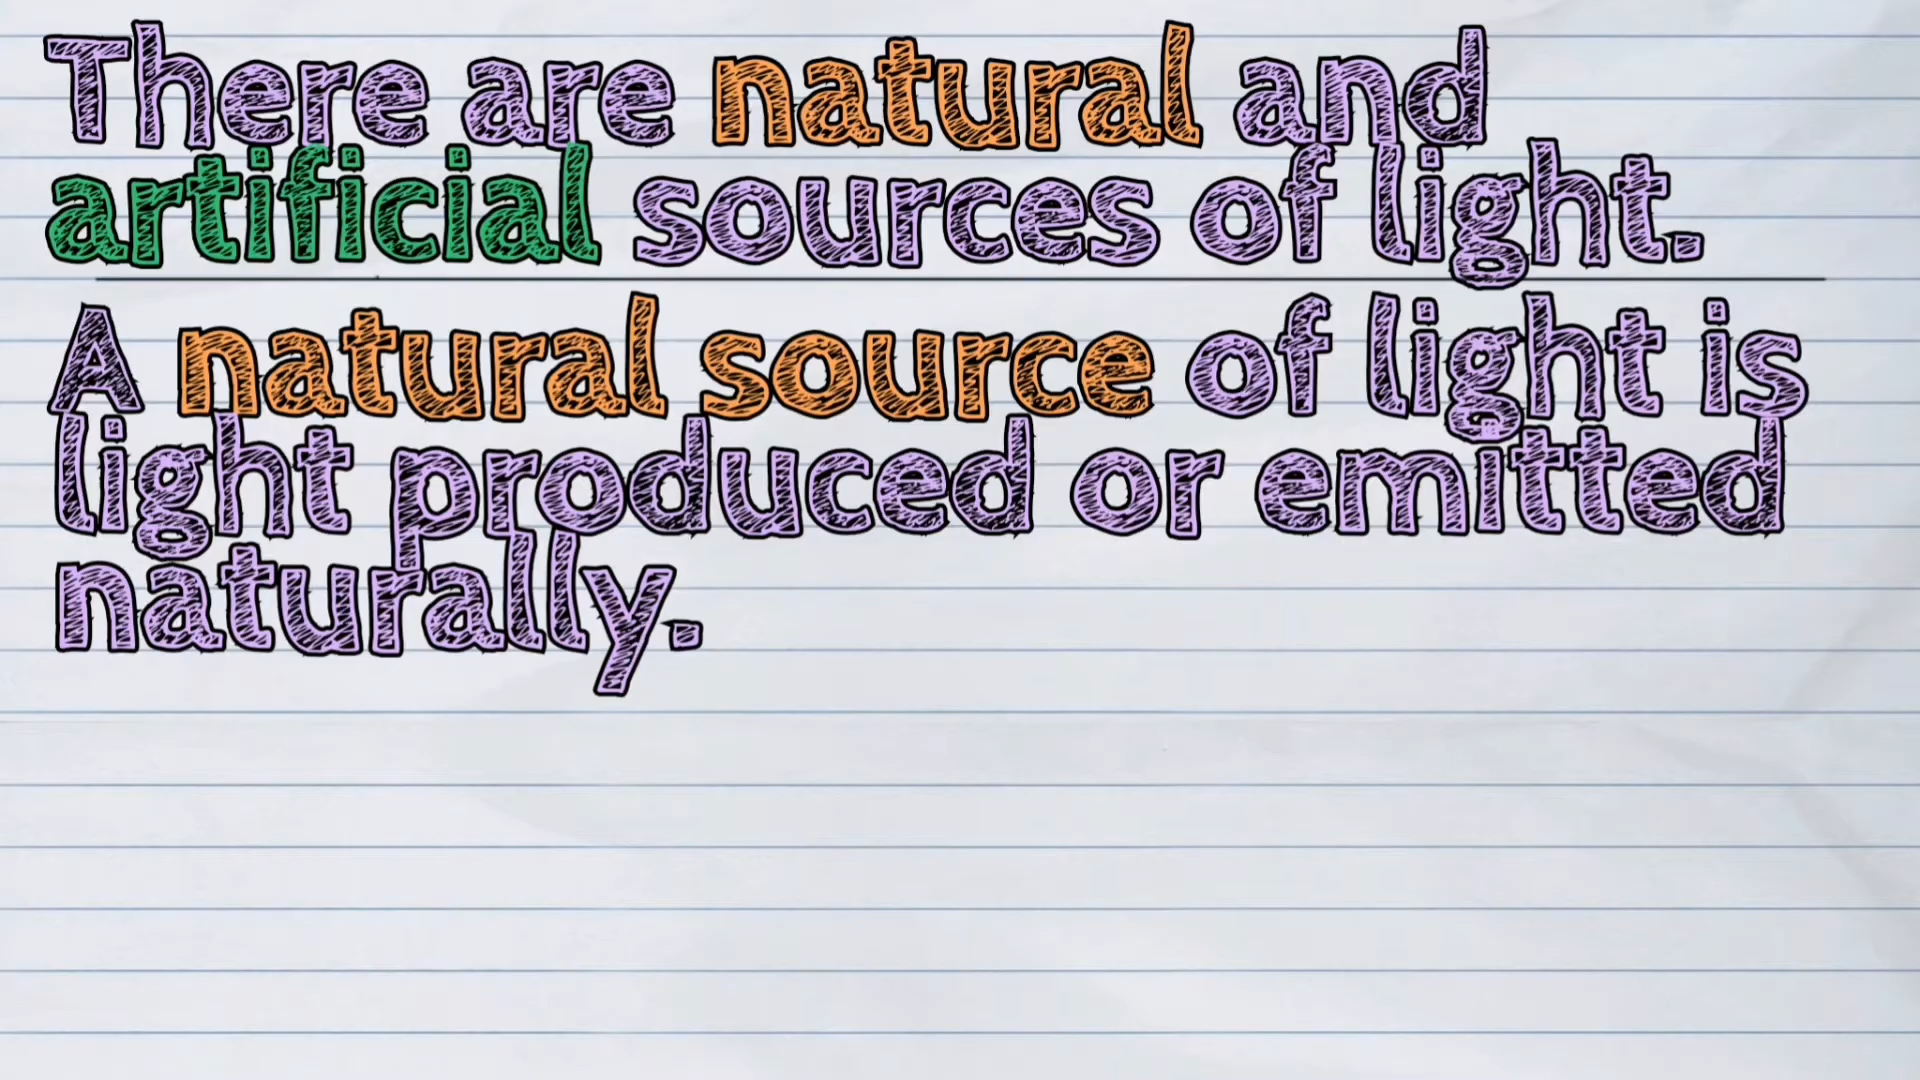 There are natural and
artificial sources of light.
A natural source of light is
light produced or emitted
naturally.